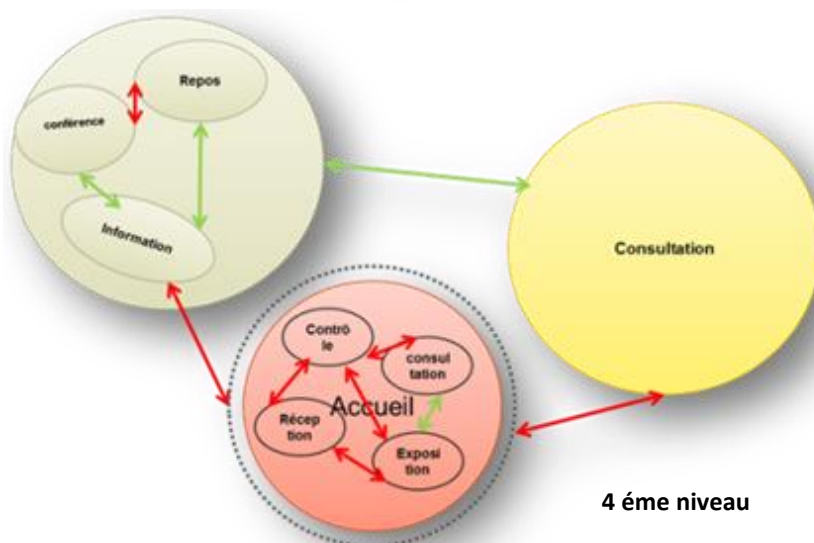 Repos
conférence
Information
Consultation
Contrô
le
consul
tation
Accueil
Récep
tion
Exposi
tion
4 éme niveau